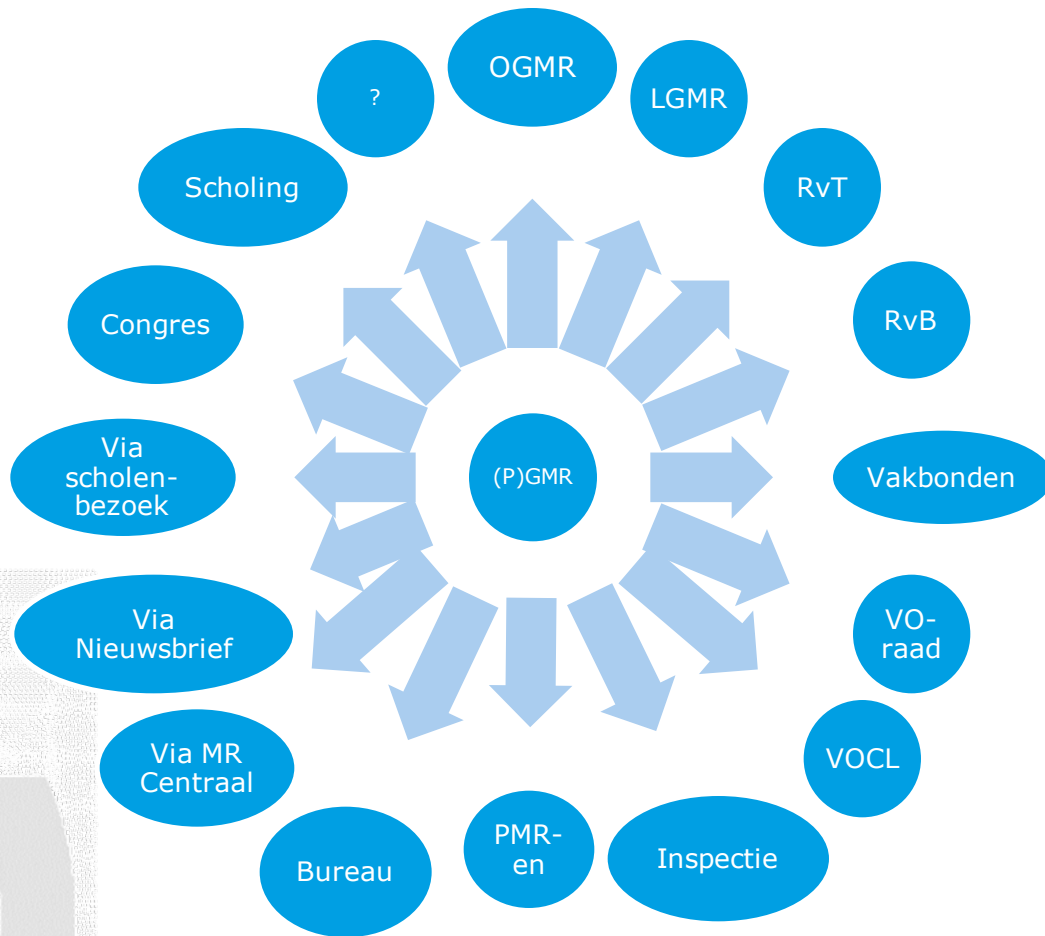 OGMR
LGMR
RvT
RvB
Vakbonden
VO-
raad
VOCL
Inspectie
PMR-
en
Bureau
Via MR
Centraal
Via
Nieuwsbrief
Via
scholen-
bezoek
Congres
Scholing
?
(P)GMR